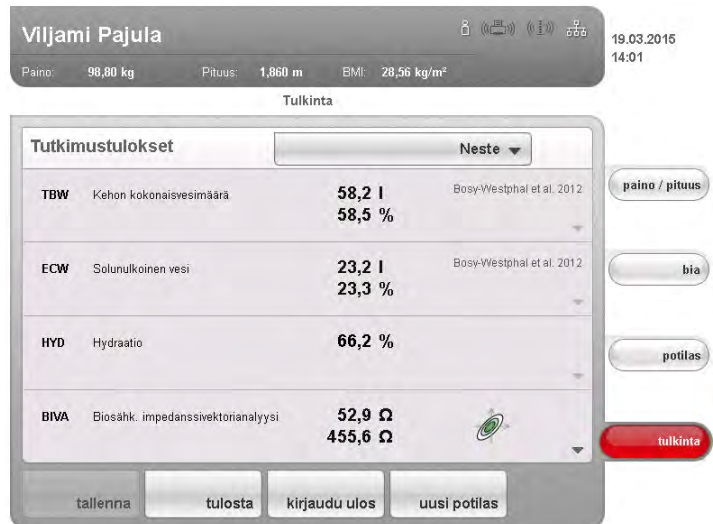 Viljami Pajula
19.03.2015
14:01
Paino: 98,80 kg Pituus: 1,860 m BMI: 28,56 kg/m²
Tulkinta
Tutkimustulokset Neste
TBW Kehon kokonaisvesimäärä 58,2 l Bosy-Westphal et al. 2012
58,5 %
paino / pituus
ECW Solunulkoinen vesi 23,2 l Bosy-Westphal et al. 2012
23,3 %
bia
HYD Hydraatio 66,2 %
potilas
BIVA Biosähk. impedanssivektorianalyysi 52,9 Ω
455,6 Ω
tulkinta
tallenna tulosta kirjaudu ulos uusi potilas